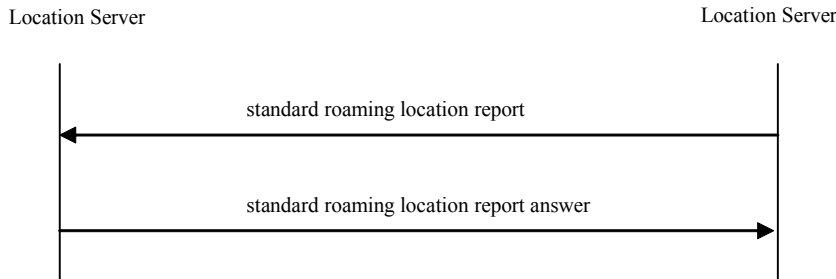 Location Server
Location Server
standard roaming location report
standard roaming location report answer